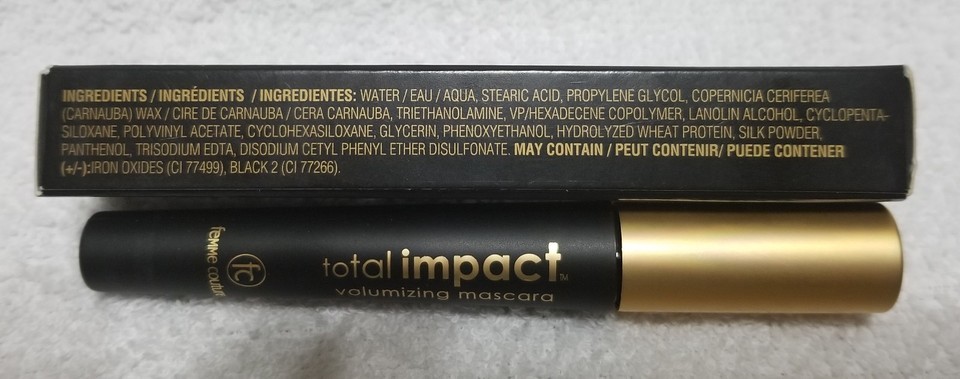 INGREDIENTS / INGRÉDIENTS / INGREDIENTES: WATER / EAU / AQUA, STEARIC ACID, PROPYLENE GLYCOL, COPERNICIA CERIFEREA
(CARNAUBA) WAX / CIRE DE CARNAUBA / CERA CARNAUBA, TRIETHANOLAMINE, VP/HEXADECENE COPOLYMER, LANOLIN ALCOHOL, CYCLOPENTA-
SILOXANE, POLYVINYL ACETATE, CYCLOHEXASILOXANE, GLYCERIN, PHENOXYETHANOL, HYDROLYZED WHEAT PROTEIN, SILK POWDER,
PANTHENOL, TRISODIUM EDTA, DISODIUM CETYL PHENYL ETHER DISULFONATE. MAY CONTAIN / PEUT CONTENIR/ PUEDE CONTENER
(+/-):IRON OXIDES (CI 77499), BLACK 2 (CI 77266).
femme couture
fc
total impact™
volumizing mascara